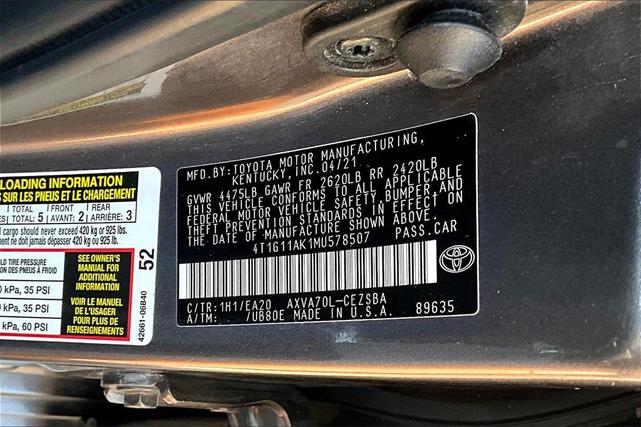 LOADING INFORMATION
SUR LES PNEUS ET LE CHARGEMENT
TOTAL FRONT REAR
TOTAL: 5 AVANT: 2 ARRIÈRE: 3
cargo should never exceed 420 kg or 925 lbs.
ne doit jamais dépasser 420 kg ou 925 lb.
TIRE PRESSURE
DES PNEUS À FROID
kPa, 35 PSI
kPa, 35 PSI
kPa, 60 PSI
SEE OWNER'S
MANUAL FOR
ADDITIONAL
INFORMATION
VOIR LE MANUEL
DE L'USAGER
POUR PLUS DE
RENSEIGNEMENTS
52
42661-06B40
MFD. BY: TOYOTA MOTOR MANUFACTURING,
KENTUCKY, INC. 04/21
GVWR 4475LB GAWR FR 2620LB RR 2420LB
THIS VEHICLE CONFORMS TO ALL APPLICABLE
FEDERAL MOTOR VEHICLE SAFETY, BUMPER, AND
THEFT PREVENTION STANDARDS IN EFFECT ON
THE DATE OF MANUFACTURE SHOWN ABOVE.
4T1G11AK1MU578507 PASS.CAR
C/TR: 1H1/EA20 AXVA70L-CEZSBA
A/TM: /UB80E MADE IN U.S.A. 89635